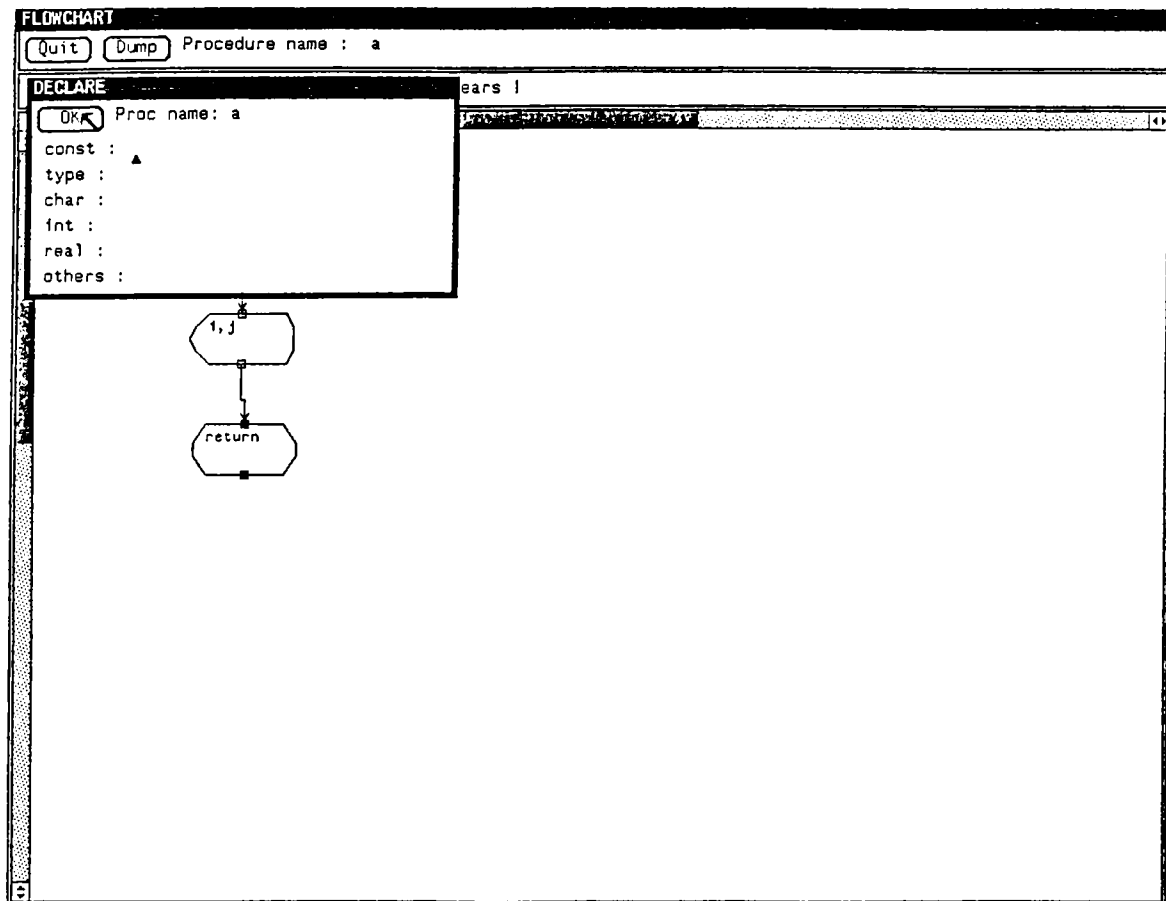 FLOWCHART
Quit Dump Procedure name : a
ears !
DECLARE
OK Proc name: a
const :
type :
char :
int :
real :
others :
i,j
return